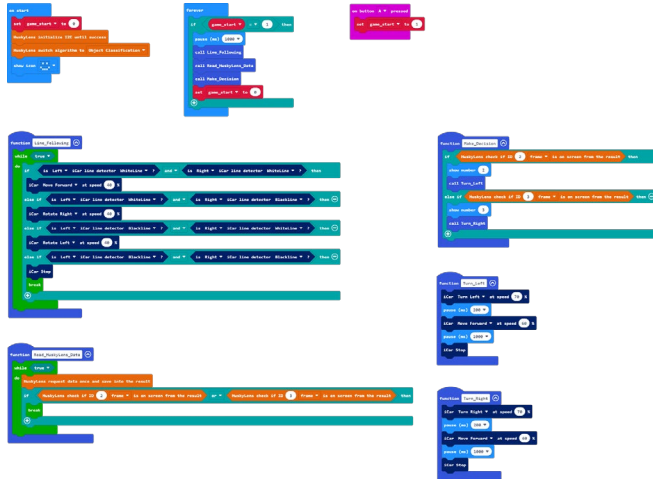 on start
set game_start ▾ to 0
HuskyLens initialize I2C until success
HuskyLens switch algorithm to Object Classification ▾
show icon
forever
if game_start ▾ = ▾ 1 then
pause (ms) 1000 ▾
call Line_Following
call Read_HuskyLens_Data
call Make_Decision
set game_start ▾ to 0
on button A ▾ pressed
set game_start ▾ to 1
function Line_Following
while true ▾
do
if is Left ▾ iCar line detector WhiteLine ▾ ? and ▾ is Right ▾ iCar line detector WhiteLine ▾ ? then
iCar Move Forward ▾ at speed %
else if is Left ▾ iCar line detector WhiteLine ▾ ? and ▾ is Right ▾ iCar line detector Blackline ▾ ? then
iCar Rotate Right ▾ at speed %
else if is Left ▾ iCar line detector Blackline ▾ ? and ▾ is Right ▾ iCar line detector WhiteLine ▾ ? then
iCar Rotate Left ▾ at speed %
else if is Left ▾ iCar line detector Blackline ▾ ? and ▾ is Right ▾ iCar line detector Blackline ▾ ? then
iCar Stop
break
function Read_HuskyLens_Data
while true ▾
do
HuskyLens request data once and save into the result
if HuskyLens check if ID frame ▾ is on screen from the result or ▾ HuskyLens check if ID frame ▾ is on screen from the result then
break
function Make_Decision
if HuskyLens check if ID frame ▾ is on screen from the result then
show number
call Turn_Left
else if HuskyLens check if ID frame ▾ is on screen from the result then
show number
call Turn_Right
function Turn_Left
iCar Turn Left ▾ at speed 70 %
pause (ms) ▾
iCar Move Forward ▾ at speed 60 %
pause (ms) 1000 ▾
iCar Stop
function Turn_Right
iCar Turn Right ▾ at speed 70 %
pause (ms) ▾
iCar Move Forward ▾ at speed 60 %
pause (ms) 1000 ▾
iCar Stop